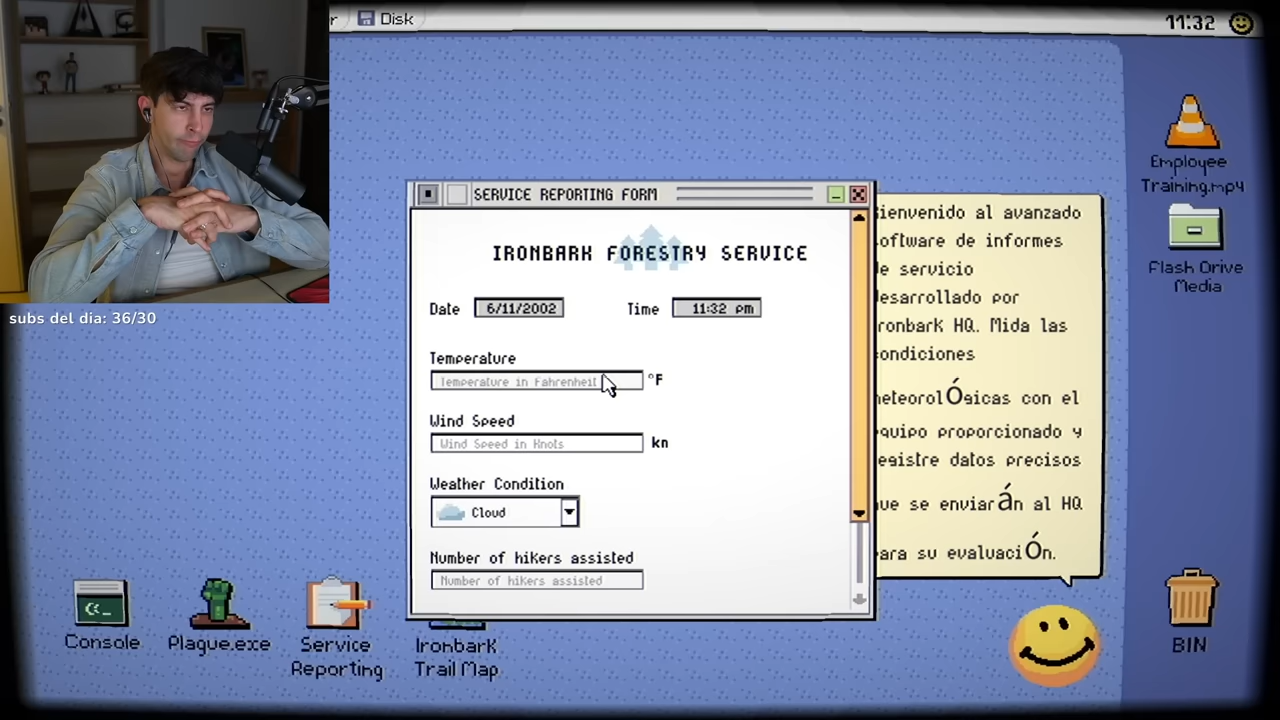 Disk
11:32
subs del dia: 36/30
Employee
Training.mp4
Flash Drive
Media
SERVICE REPORTING FORM
IRONBARK FORESTRY SERVICE
Date 6/11/2002 Time 11:32 pm
Temperature
Temperature in Fahrenheit °F
Wind Speed
Wind Speed in Knots kn
Weather Condition
Cloud
Number of hikers assisted
Number of hikers assisted
ienvenido al avanzado
oftware de informes
e servicio
esarrollado por
ronbark HQ. Mida las
ondiciones
eteorolÓgicas con el
quipo proporcionado y
egistre datos precisos
ue se enviarán al HQ
ara su evaluaciÓn.
Console
Plague.exe
Service
Reporting
Ironbark
Trail Map
BIN